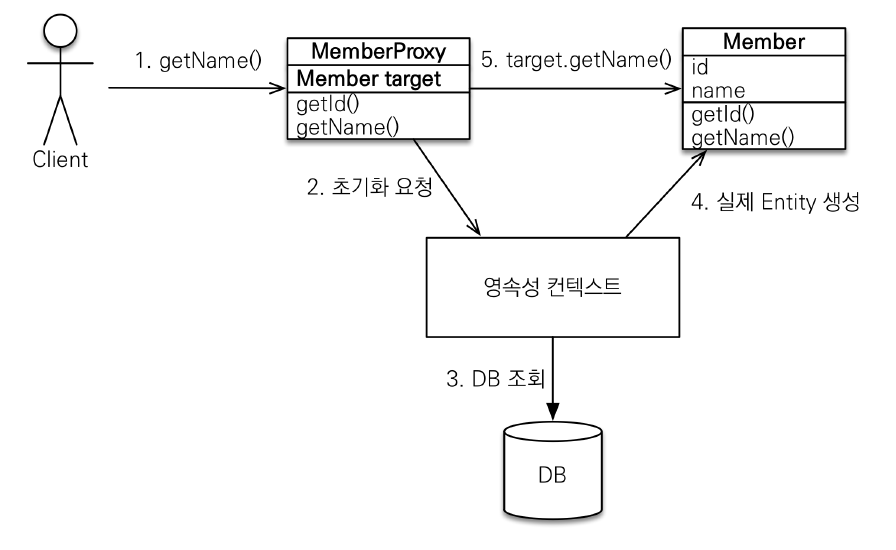 1. getName()
MemberProxy
Member target
getId()
getName()
5. target.getName()
Member
id
name
getId()
getName()
Client
2. 초기화 요청
4. 실제 Entity 생성
영속성 컨텍스트
3. DB 조회
DB